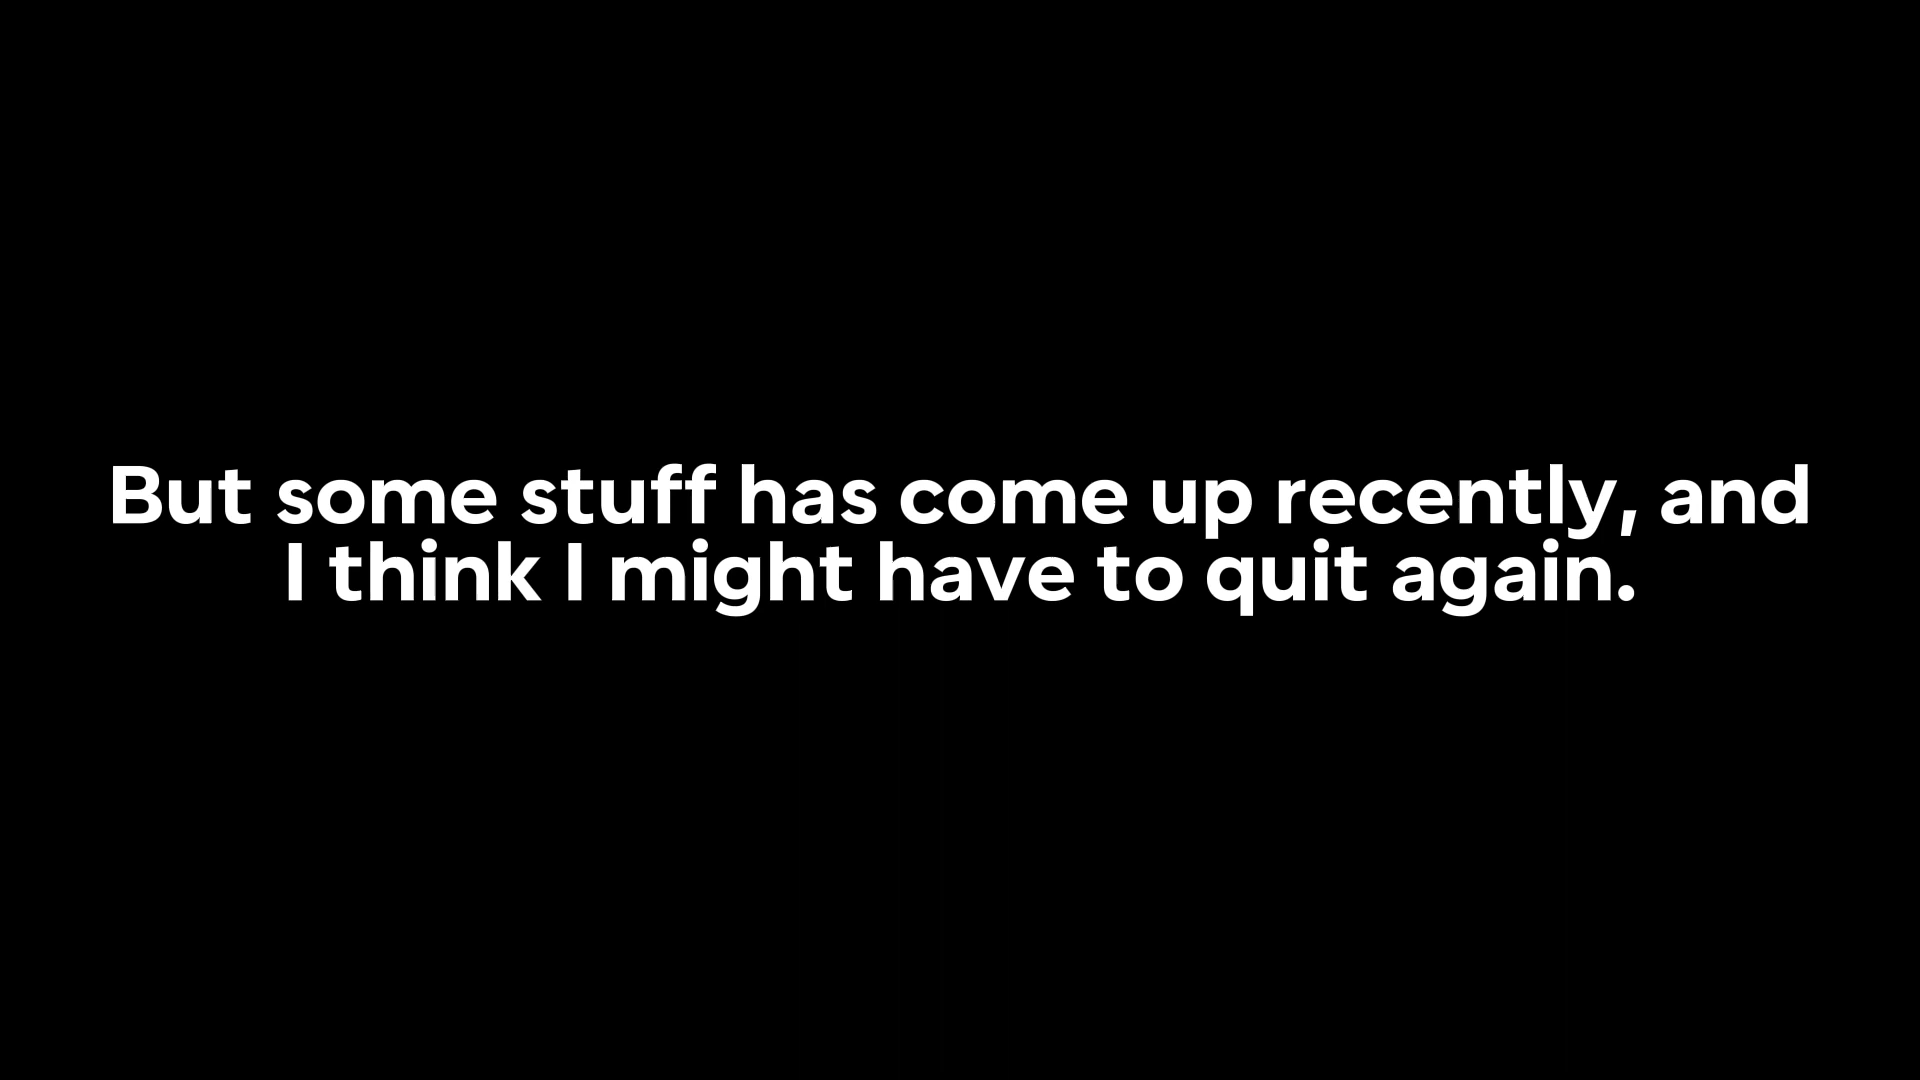 But some stuff has come up recently, and
I think I might have to quit again.